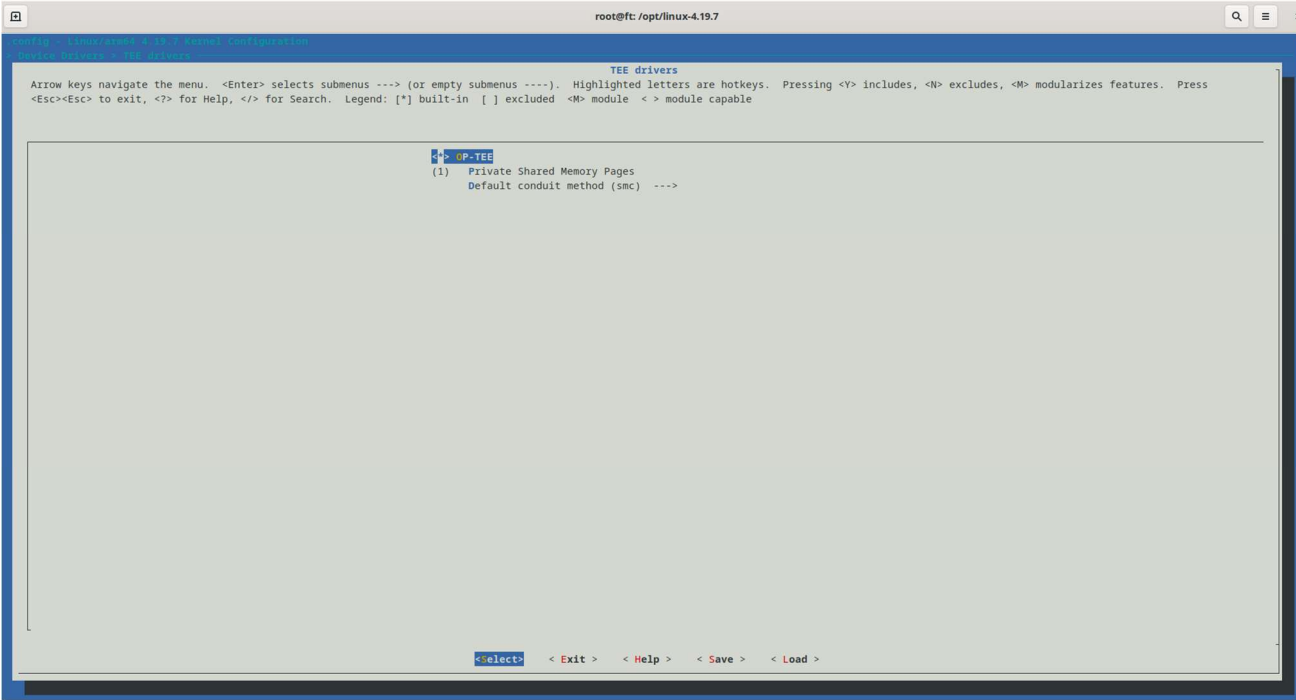 root@ft: /opt/linux-4.19.7
.config - Linux/arm64 4.19.7 Kernel Configuration
> Device Drivers > TEE drivers
TEE drivers
Arrow keys navigate the menu.  <Enter> selects submenus ---> (or empty submenus ----).  Highlighted letters are hotkeys.  Pressing <Y> includes, <N> excludes, <M> modularizes features.  Press
<Esc><Esc> to exit, <?> for Help, </> for Search.  Legend: [*] built-in  [ ] excluded  <M> module  < > module capable
<*> OP-TEE
(1)   Private Shared Memory Pages
Default conduit method (smc)  --->
<Select>    < Exit >    < Help >    < Save >    < Load >